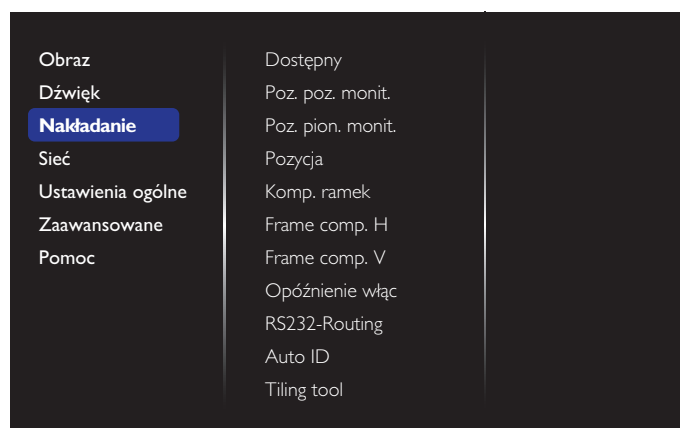 Obraz
Dźwięk
Nakładanie
Sieć
Ustawienia ogólne
Zaawansowane
Pomoc
Dostępny
Poz. poz. monit.
Poz. pion. monit.
Pozycja
Komp. ramek
Frame comp. H
Frame comp. V
Opóźnienie włąc
RS232-Routing
Auto ID
Tiling tool